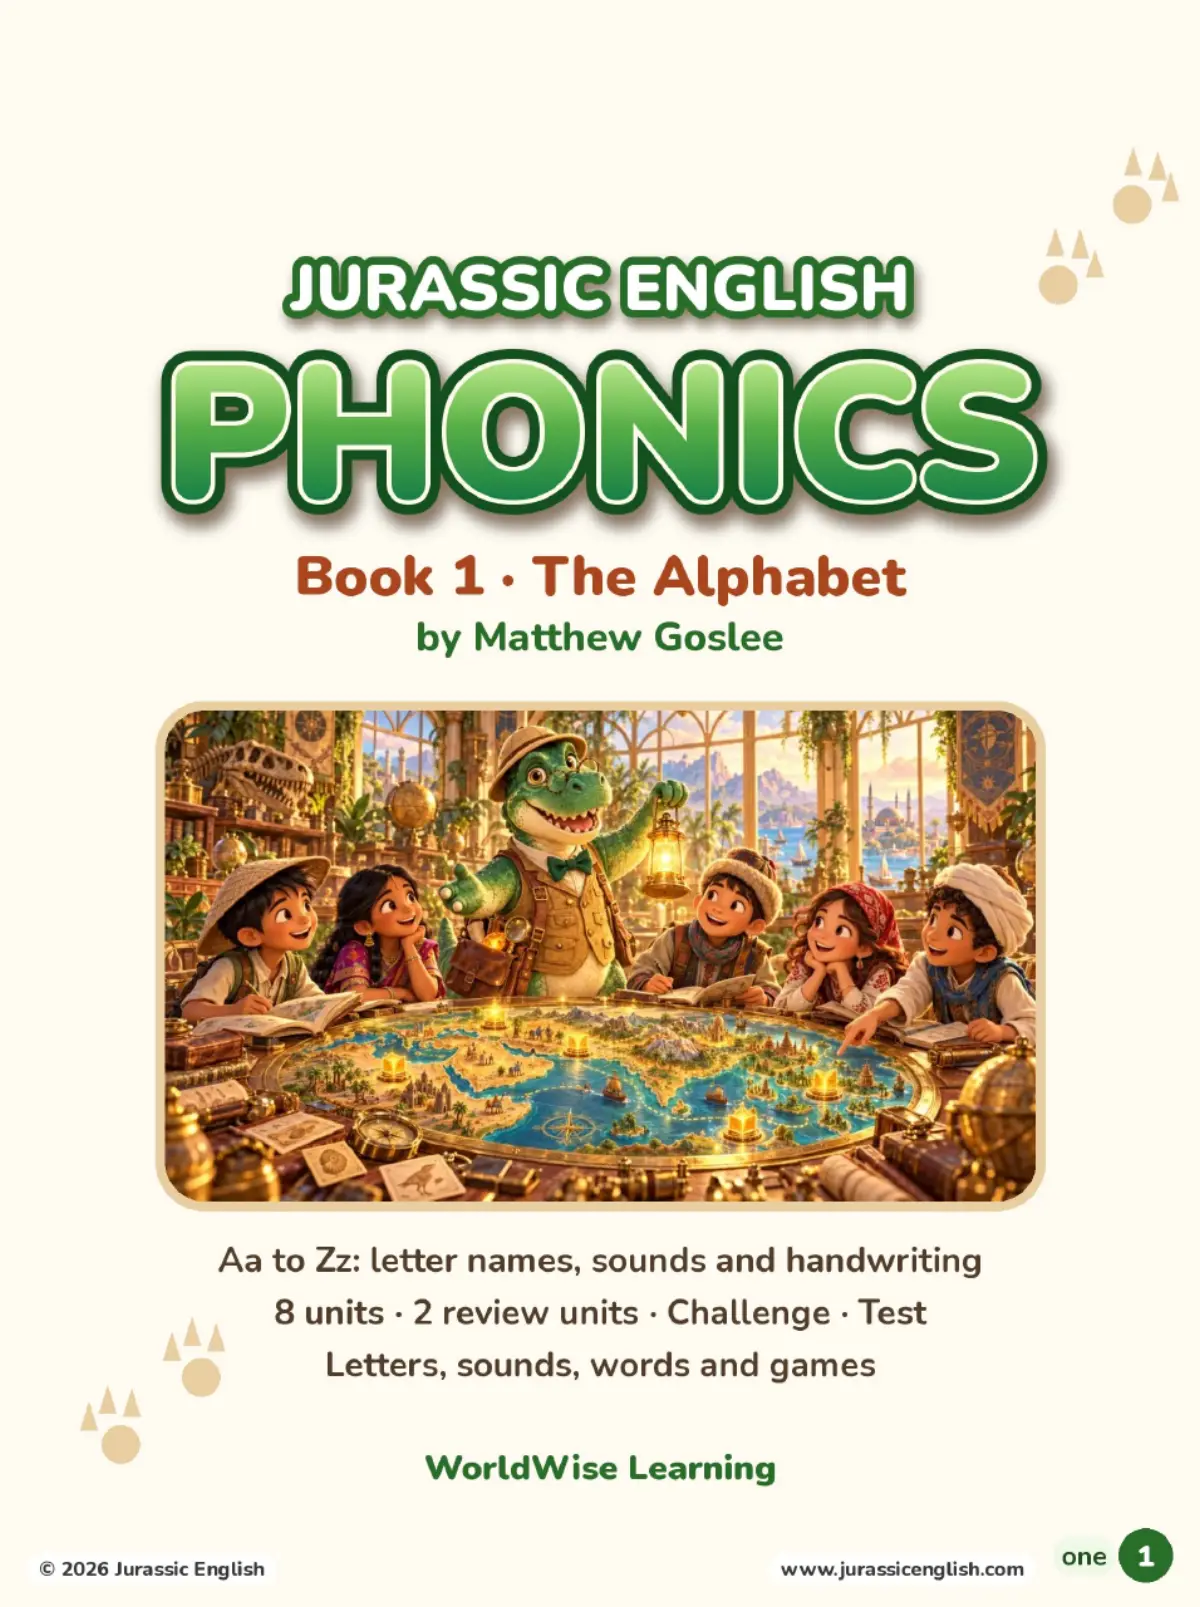 JURASSIC ENGLISH
PHONICS
Book 1 · The Alphabet
by Matthew Goslee
Aa to Zz: letter names, sounds and handwriting
8 units · 2 review units · Challenge · Test
Letters, sounds, words and games
WorldWise Learning
© 2026 Jurassic English
www.jurassicenglish.com
one 1